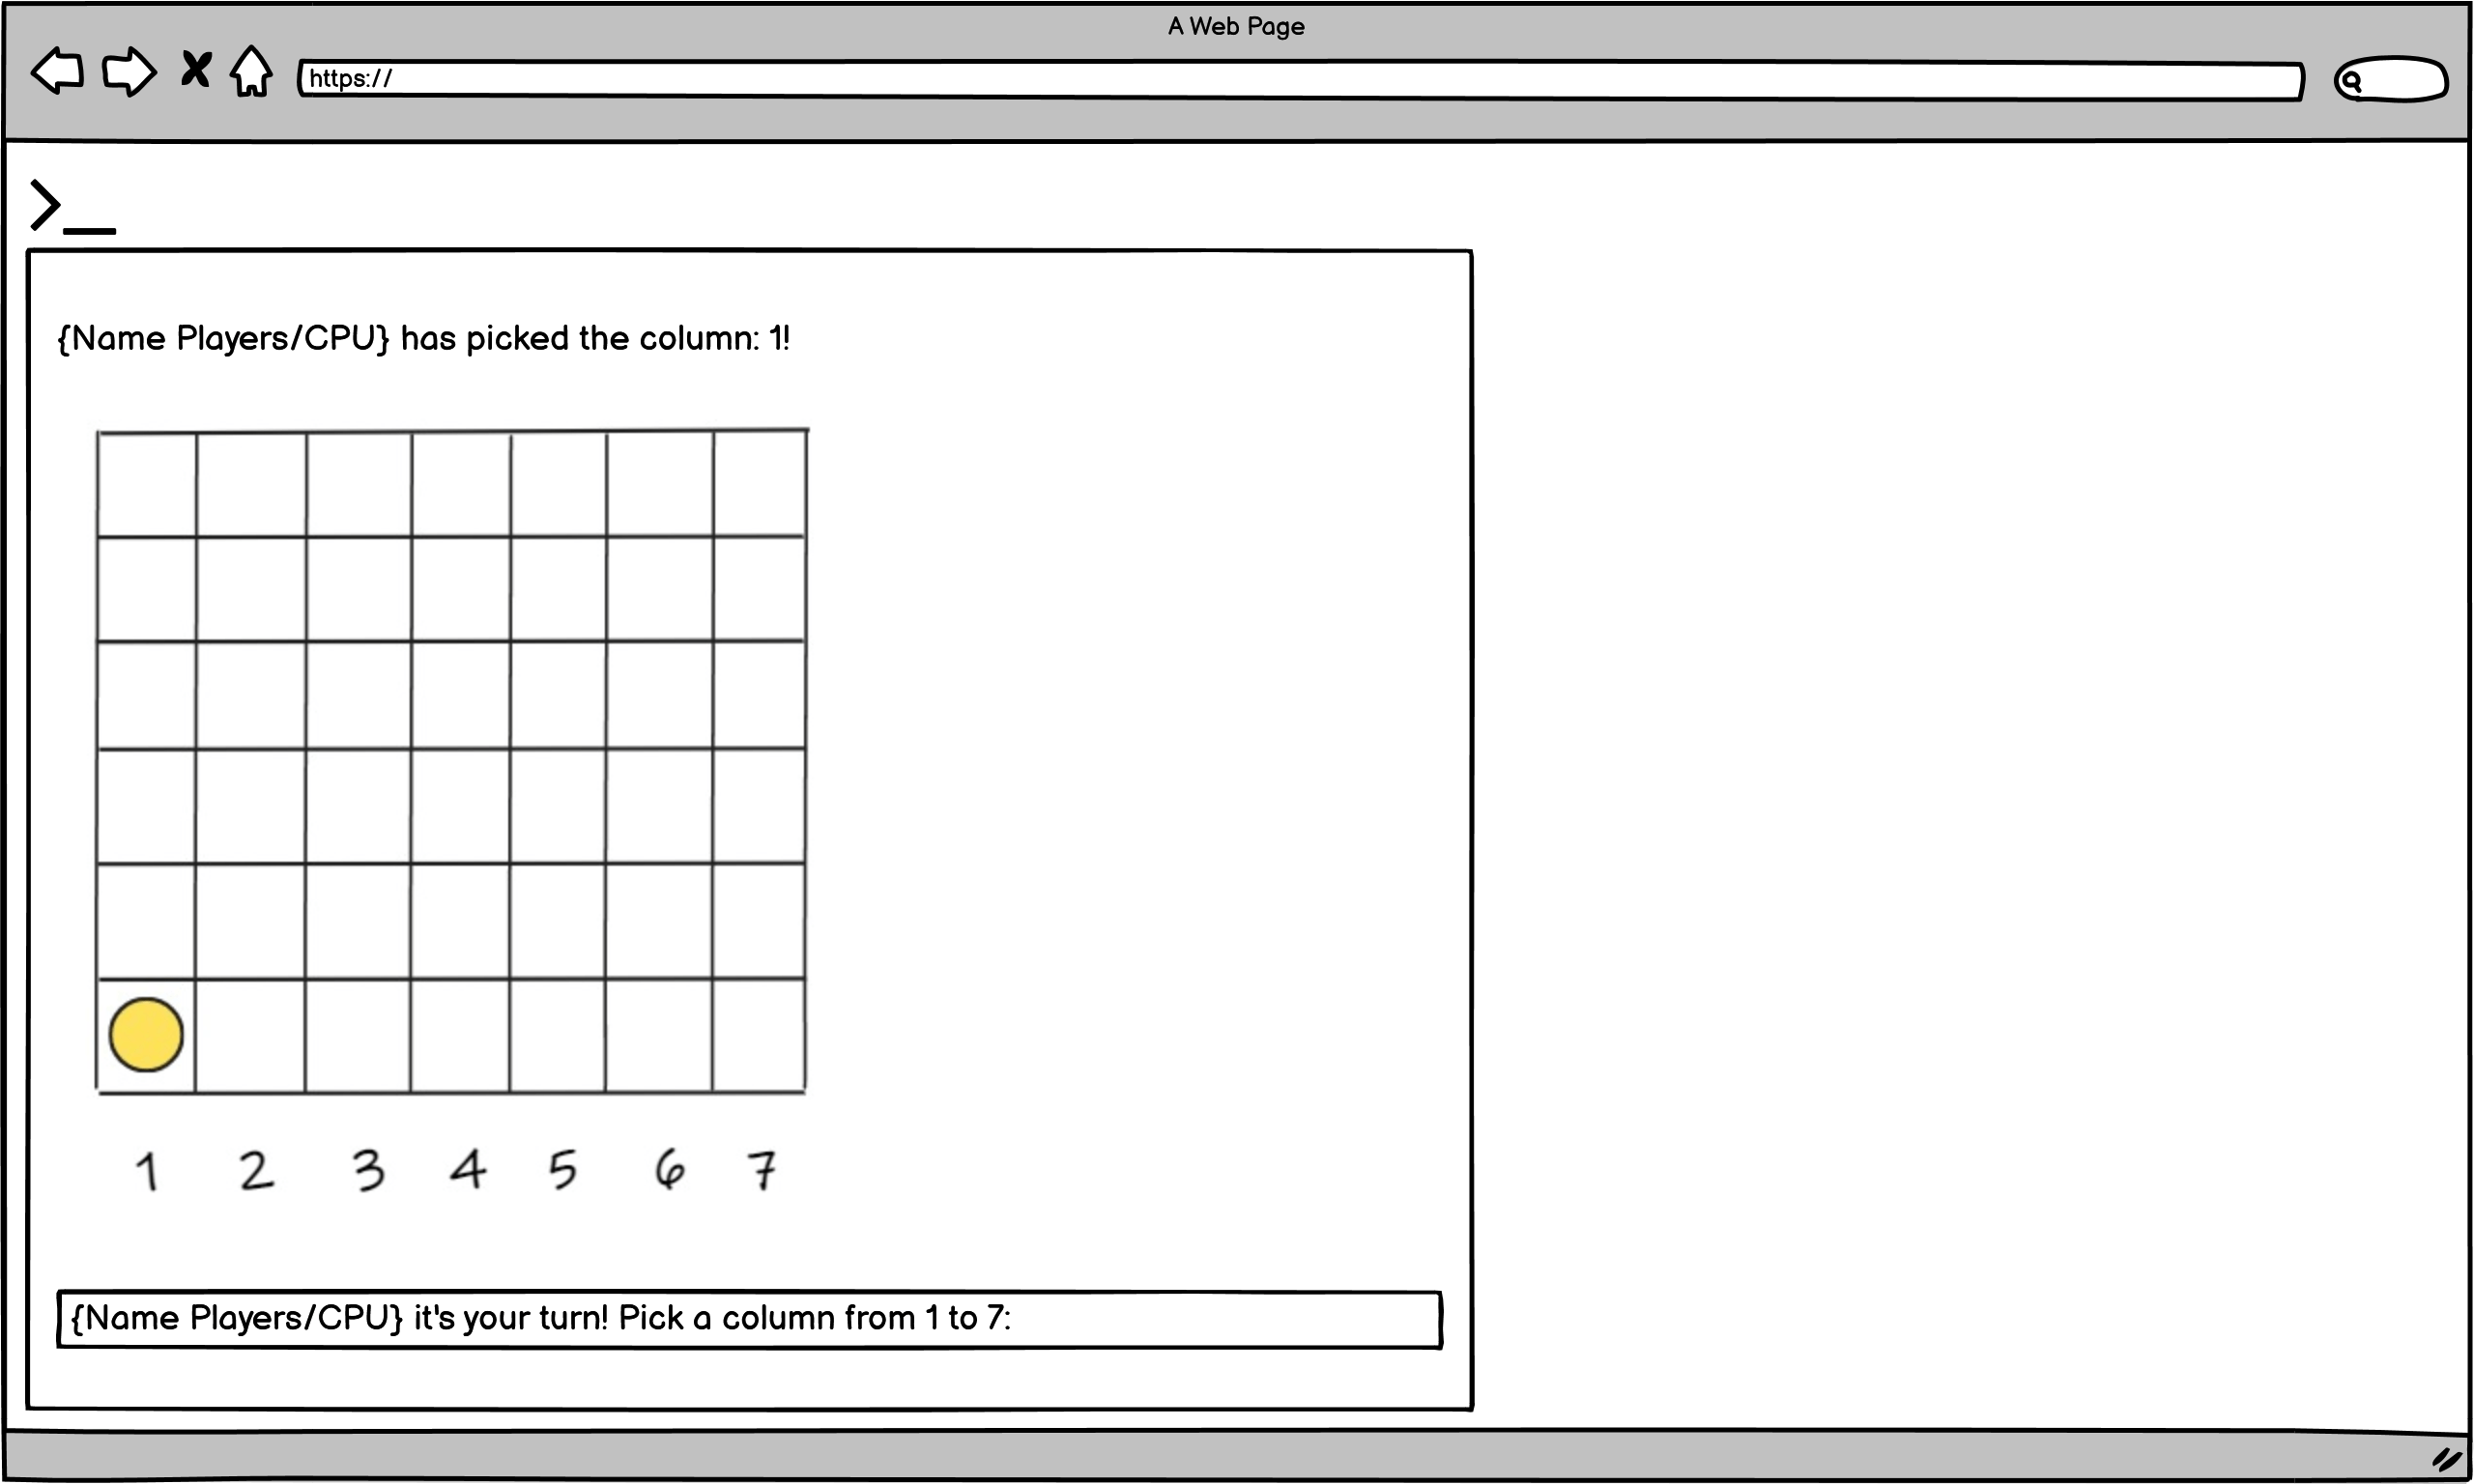 A Web Page
https://
>_
{Name Players/CPU} has picked the column: 1!
1 2 3 4 5 6 7
{Name Players/CPU} it's your turn! Pick a column from 1 to 7: